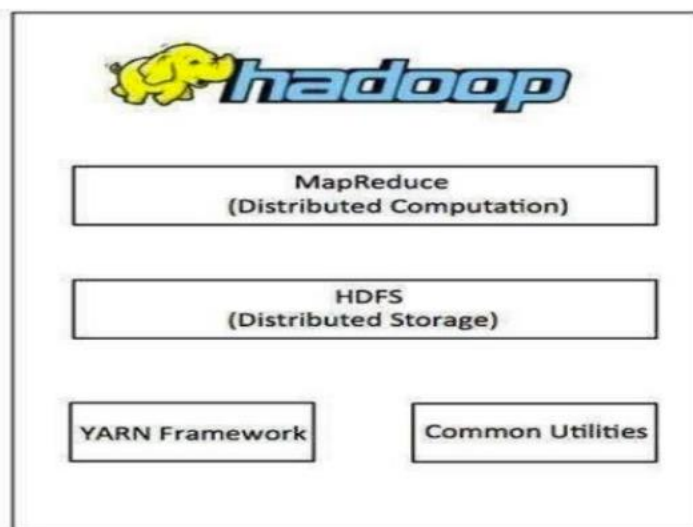 hadoop
MapReduce
(Distributed Computation)
HDFS
(Distributed Storage)
YARN Framework
Common Utilities